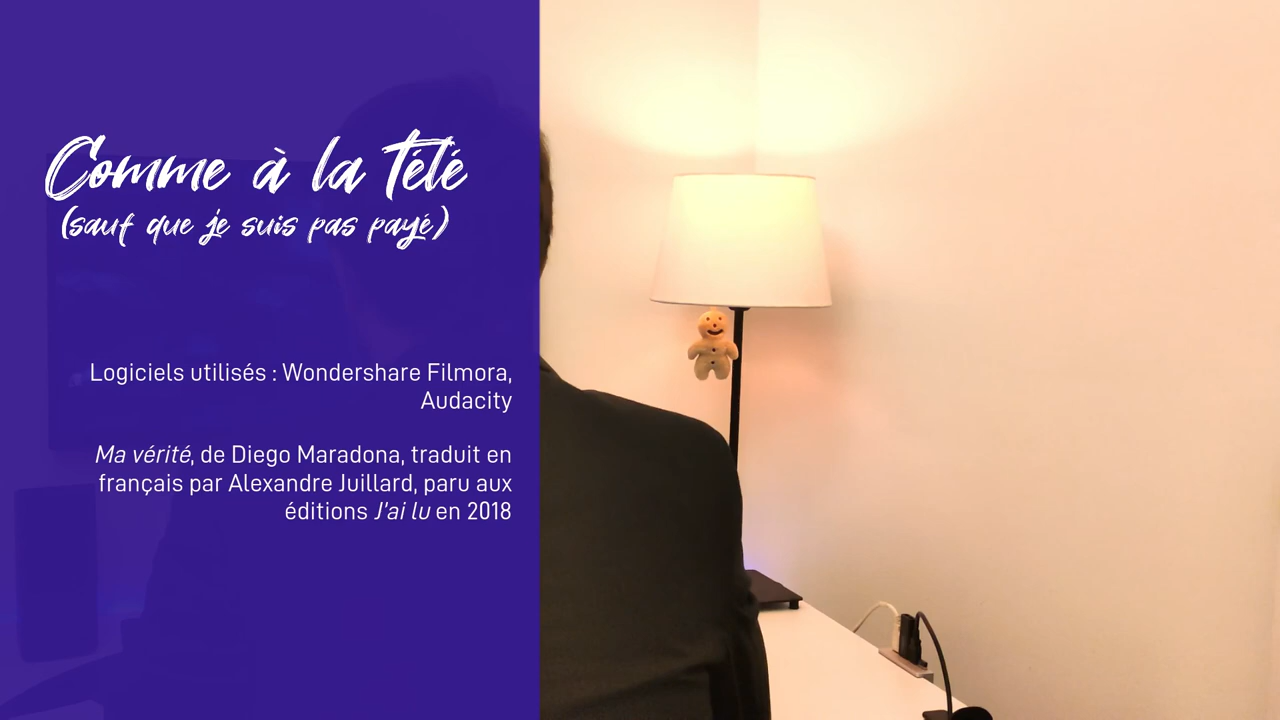 Comme à la télé
(sauf que je suis pas payé)
Logiciels utilisés : Wondershare Filmora,
Audacity
Ma vérité, de Diego Maradona, traduit en
français par Alexandre Juillard, paru aux
éditions J'ai lu en 2018